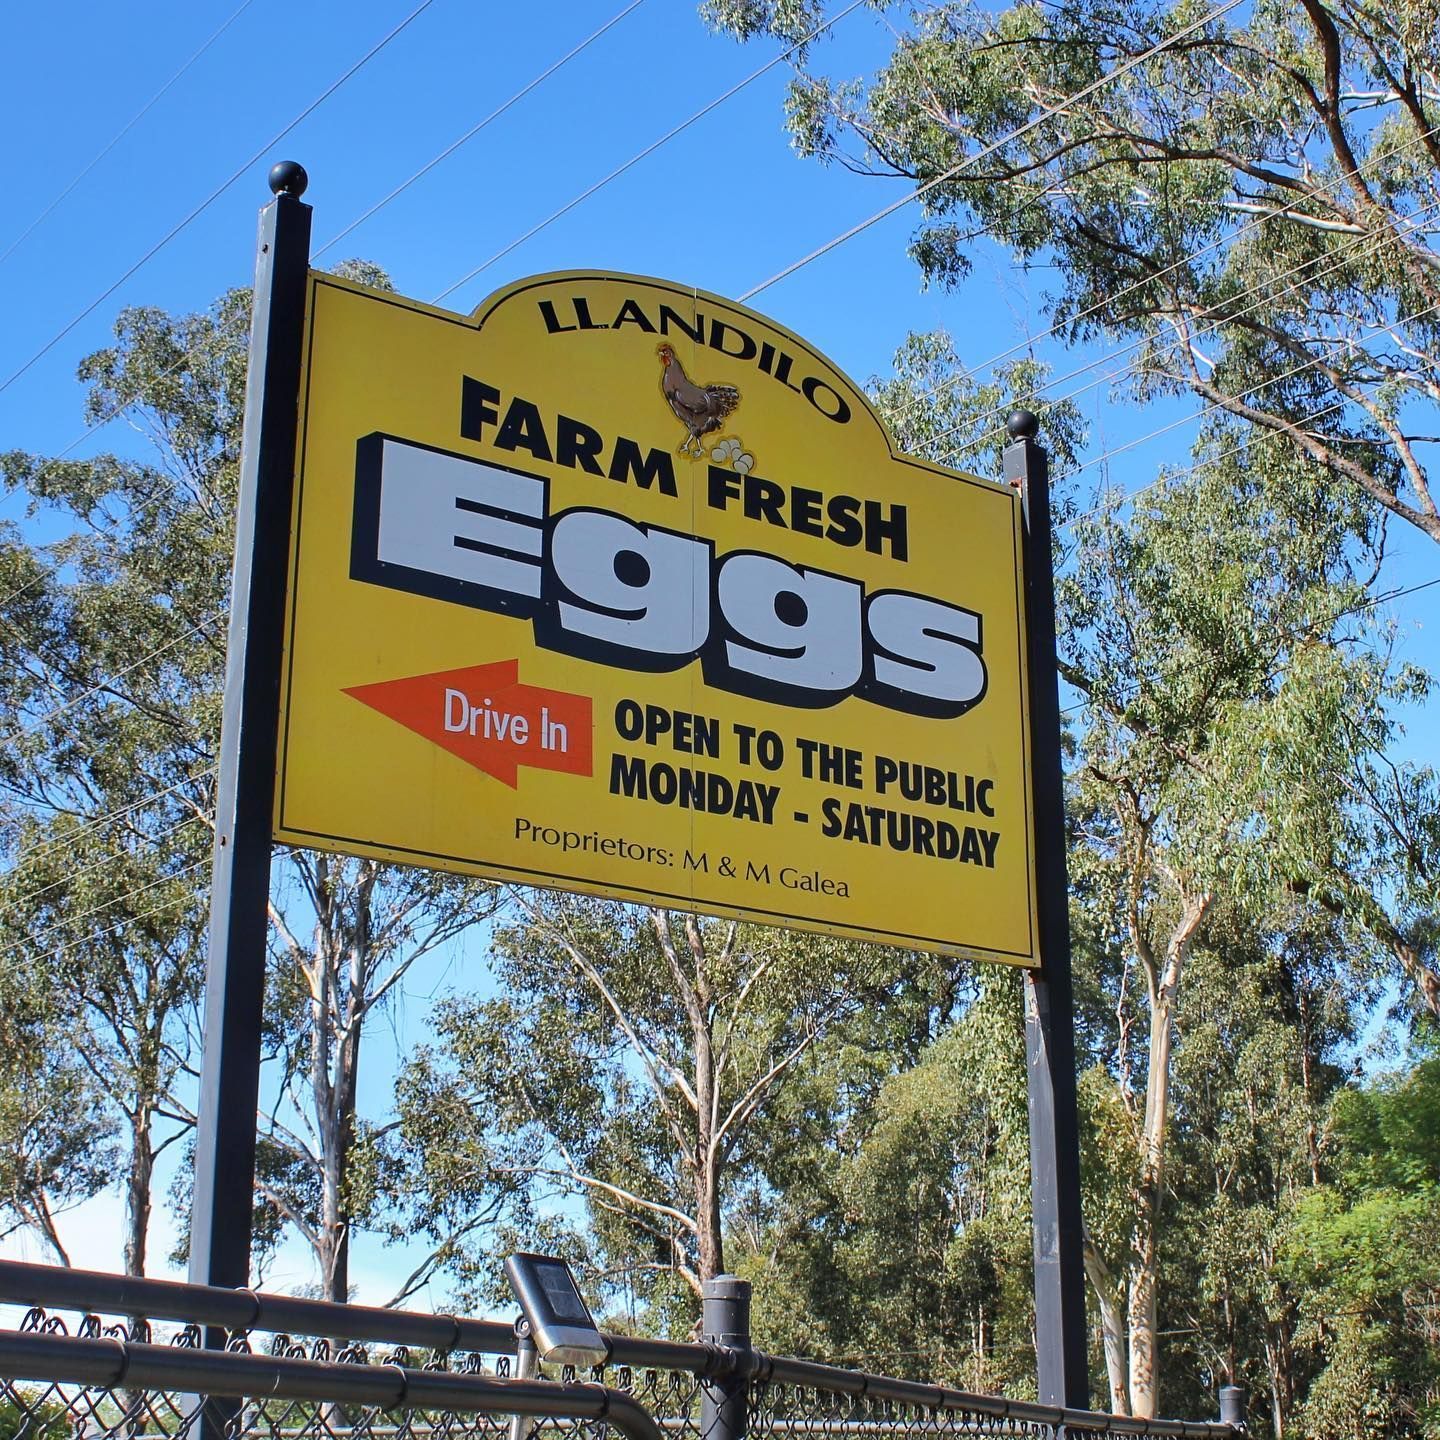 LLANDILO
FARM FRESH
Eggs
Drive In
OPEN TO THE PUBLIC
MONDAY - SATURDAY
Proprietors: M & M Galea